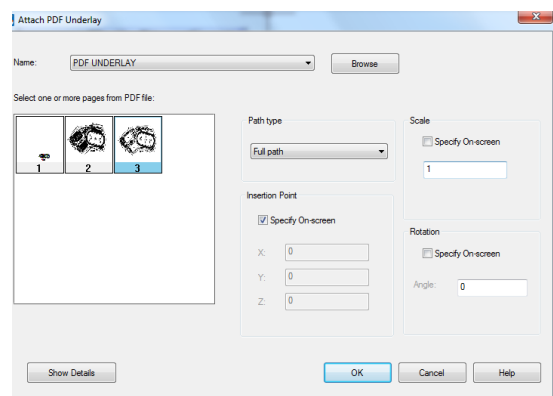 Attach PDF Underlay
Name: PDF UNDERLAY Browse
Select one or more pages from PDF file:
1 2 3
Path type
Full path
Scale
Specify On-screen
1
Insertion Point
Specify On-screen
X: 0
Y: 0
Z: 0
Rotation
Specify On-screen
Angle: 0
Show Details OK Cancel Help